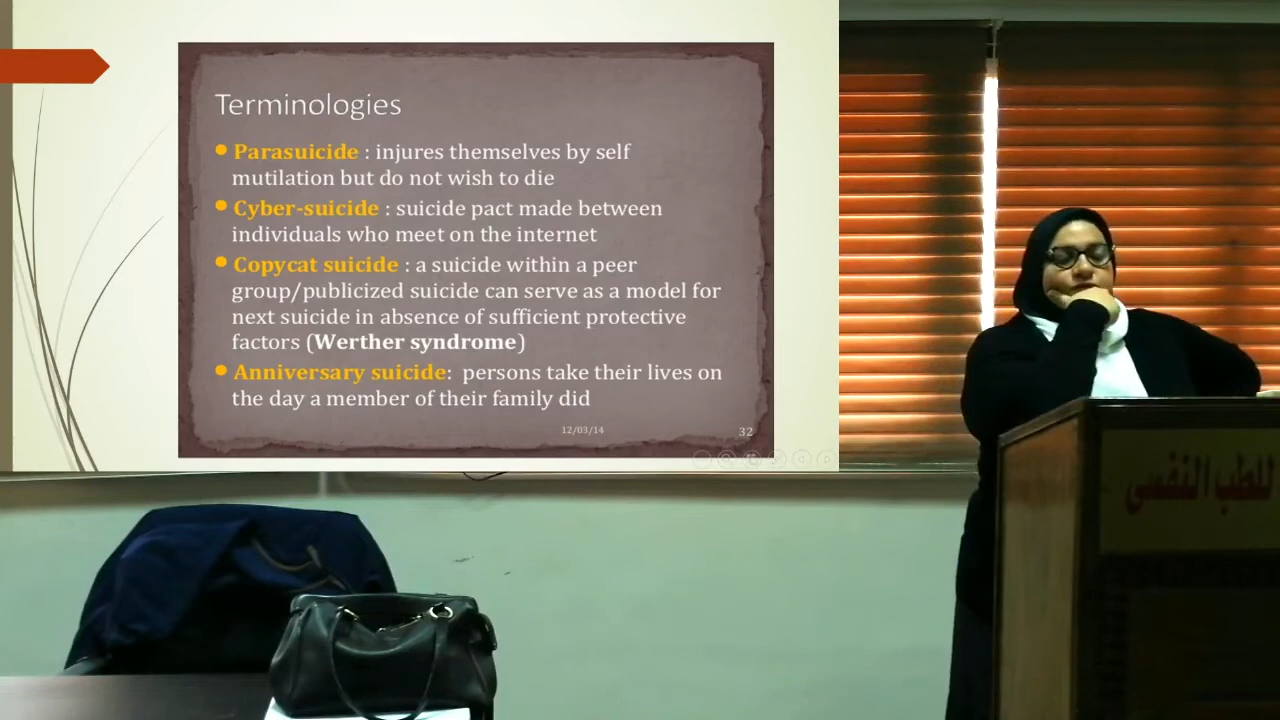 Terminologies
Parasuicide : injures themselves by self
mutilation but do not wish to die
Cyber-suicide : suicide pact made between
individuals who meet on the internet
Copycat suicide : a suicide within a peer
group/publicized suicide can serve as a model for
next suicide in absence of sufficient protective
factors (Werther syndrome)
Anniversary suicide:  persons take their lives on
the day a member of their family did
12/03/14
32
للطب النفسى